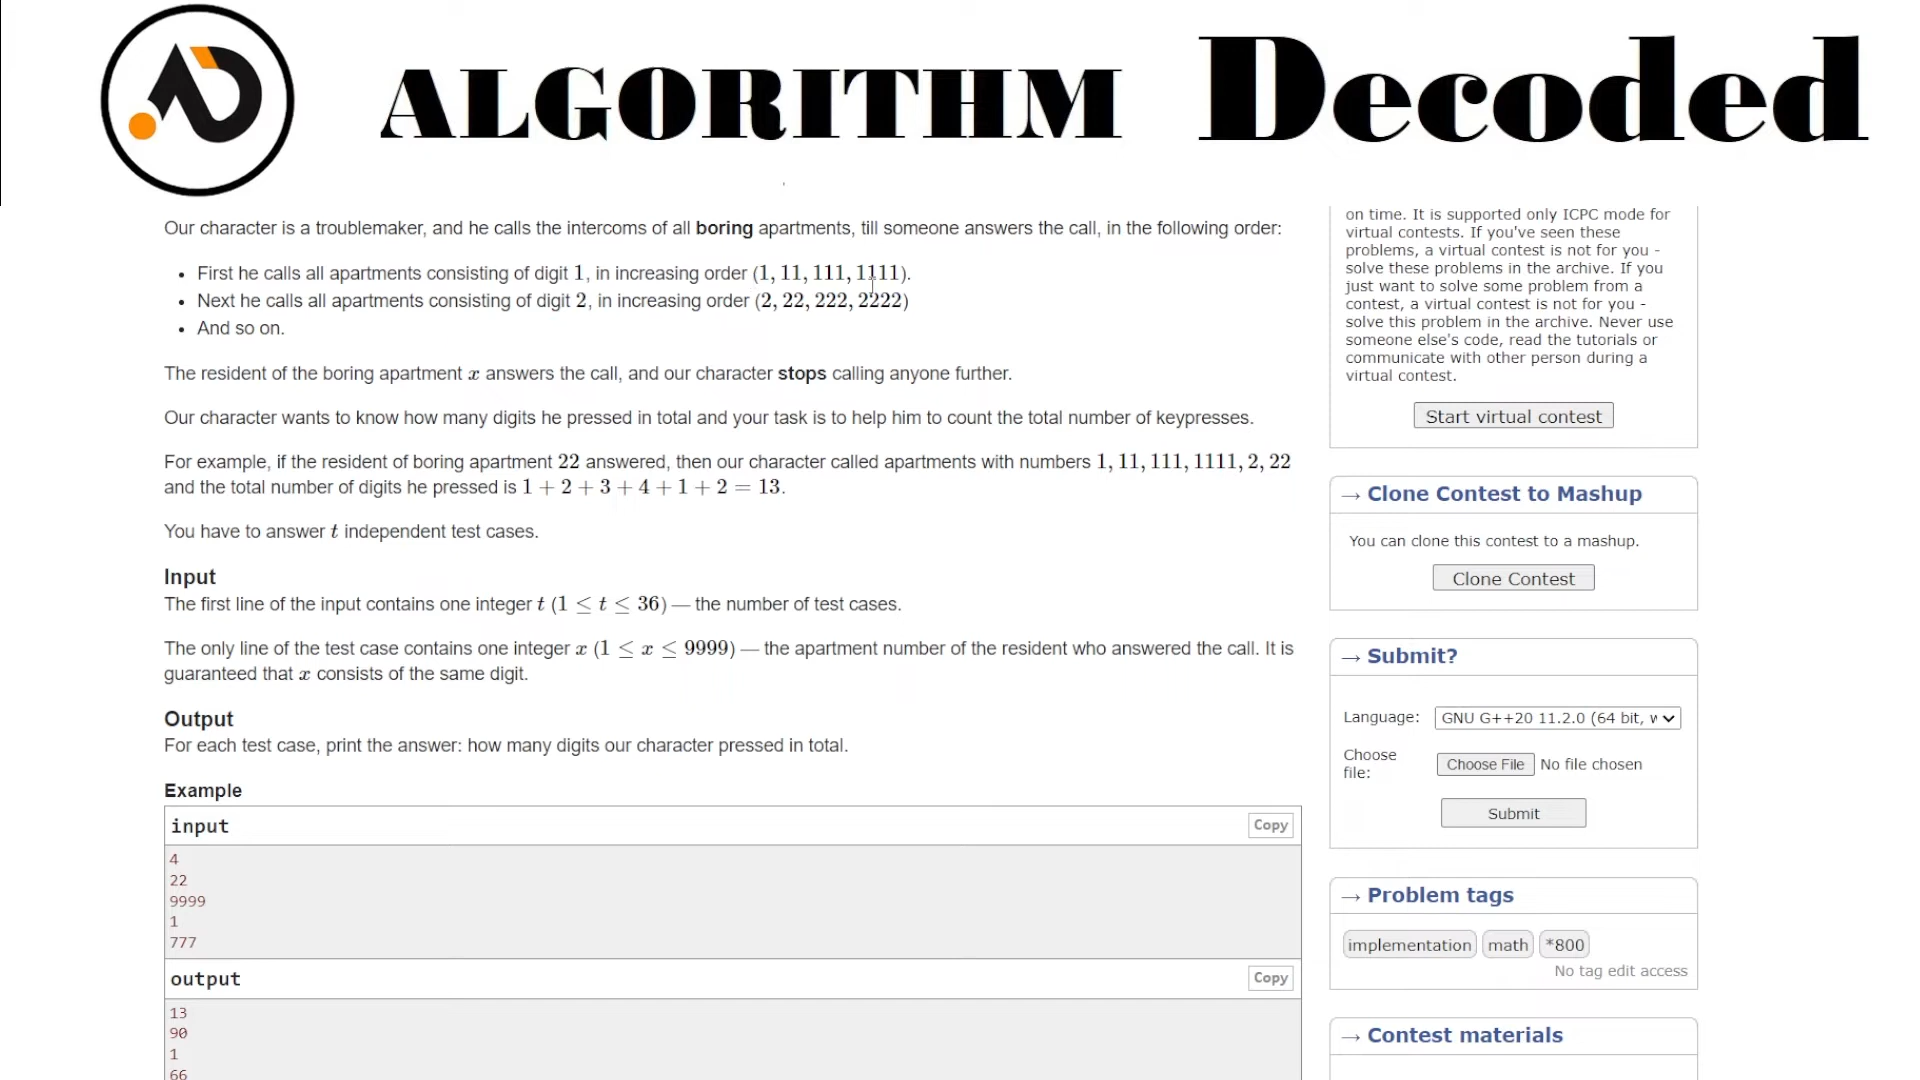 ALGORITHM Decoded
Our character is a troublemaker, and he calls the intercoms of all boring apartments, till someone answers the call, in the following order:
• First he calls all apartments consisting of digit 1, in increasing order (1, 11, 111, 1111).
• Next he calls all apartments consisting of digit 2, in increasing order (2, 22, 222, 2222)
• And so on.
The resident of the boring apartment x answers the call, and our character stops calling anyone further.
Our character wants to know how many digits he pressed in total and your task is to help him to count the total number of keypresses.
For example, if the resident of boring apartment 22 answered, then our character called apartments with numbers 1, 11, 111, 1111, 2, 22
and the total number of digits he pressed is 1 + 2 + 3 + 4 + 1 + 2 = 13.
You have to answer t independent test cases.
Input
The first line of the input contains one integer t (1 ≤ t ≤ 36) — the number of test cases.
The only line of the test case contains one integer x (1 ≤ x ≤ 9999) — the apartment number of the resident who answered the call. It is
guaranteed that x consists of the same digit.
Output
For each test case, print the answer: how many digits our character pressed in total.
Example
input
Copy
4
22
9999
1
777
output
Copy
13
90
1
66
on time. It is supported only ICPC mode for
virtual contests. If you've seen these
problems, a virtual contest is not for you -
solve these problems in the archive. If you
just want to solve some problem from a
contest, a virtual contest is not for you -
solve this problem in the archive. Never use
someone else's code, read the tutorials or
communicate with other person during a
virtual contest.
Start virtual contest
→ Clone Contest to Mashup
You can clone this contest to a mashup.
Clone Contest
→ Submit?
Language: GNU G++20 11.2.0 (64 bit, w
Choose
file:
Choose File No file chosen
Submit
→ Problem tags
implementation math *800
No tag edit access
→ Contest materials